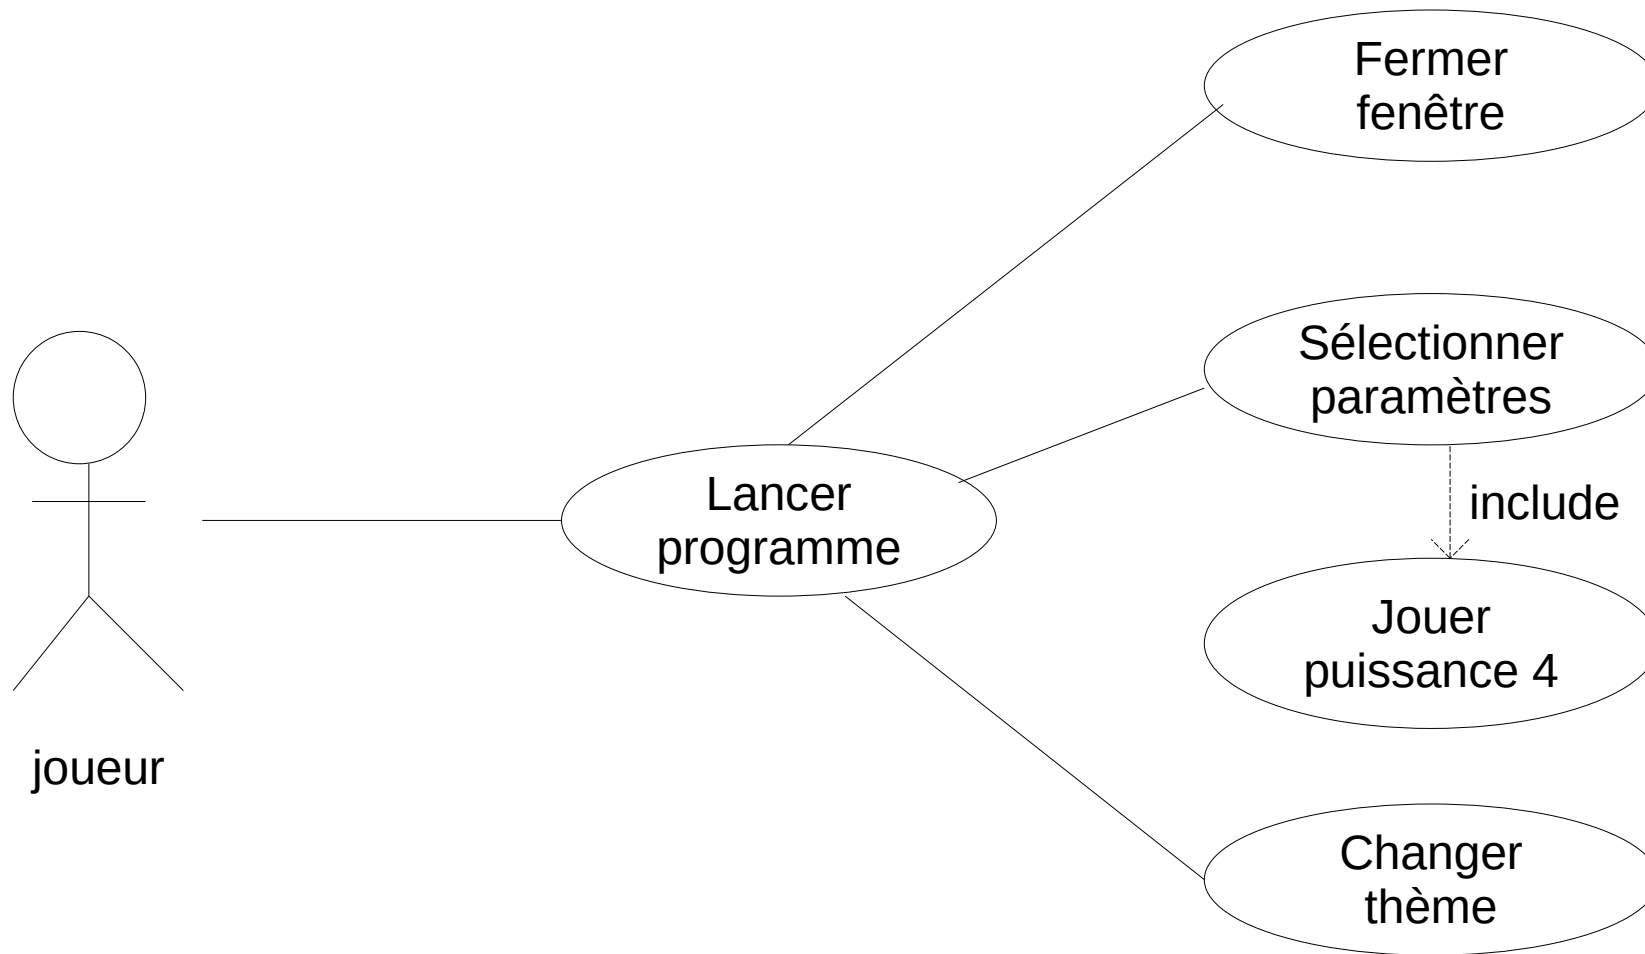 Fermer
fenêtre
Sélectionner
paramètres
Lancer
programme
include
Jouer
puissance 4
joueur
Changer
thème